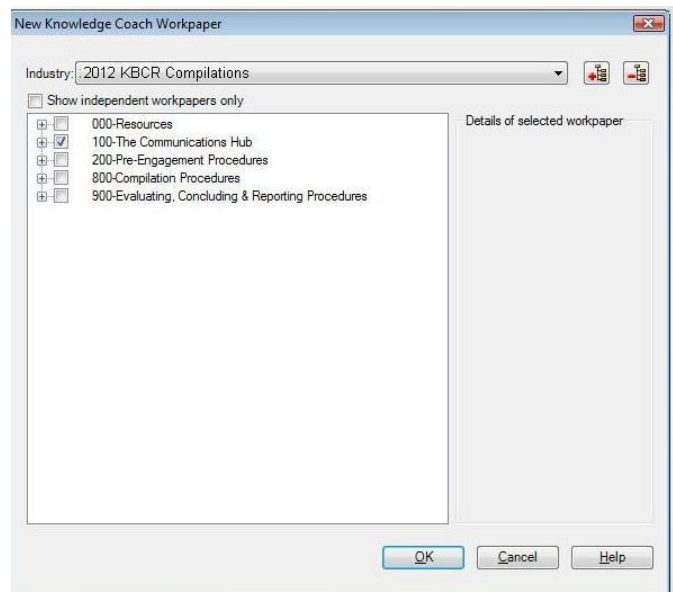 New Knowledge Coach Workpaper
Industry: :2012 KBCR Compilations
Show independent workpapers only
000-Resources
100-The Communications Hub
200-Pre-Engagement Procedures
800-Compilation Procedures
900-Evaluating, Concluding & Reporting Procedures
Details of selected workpaper
OK Cancel Help